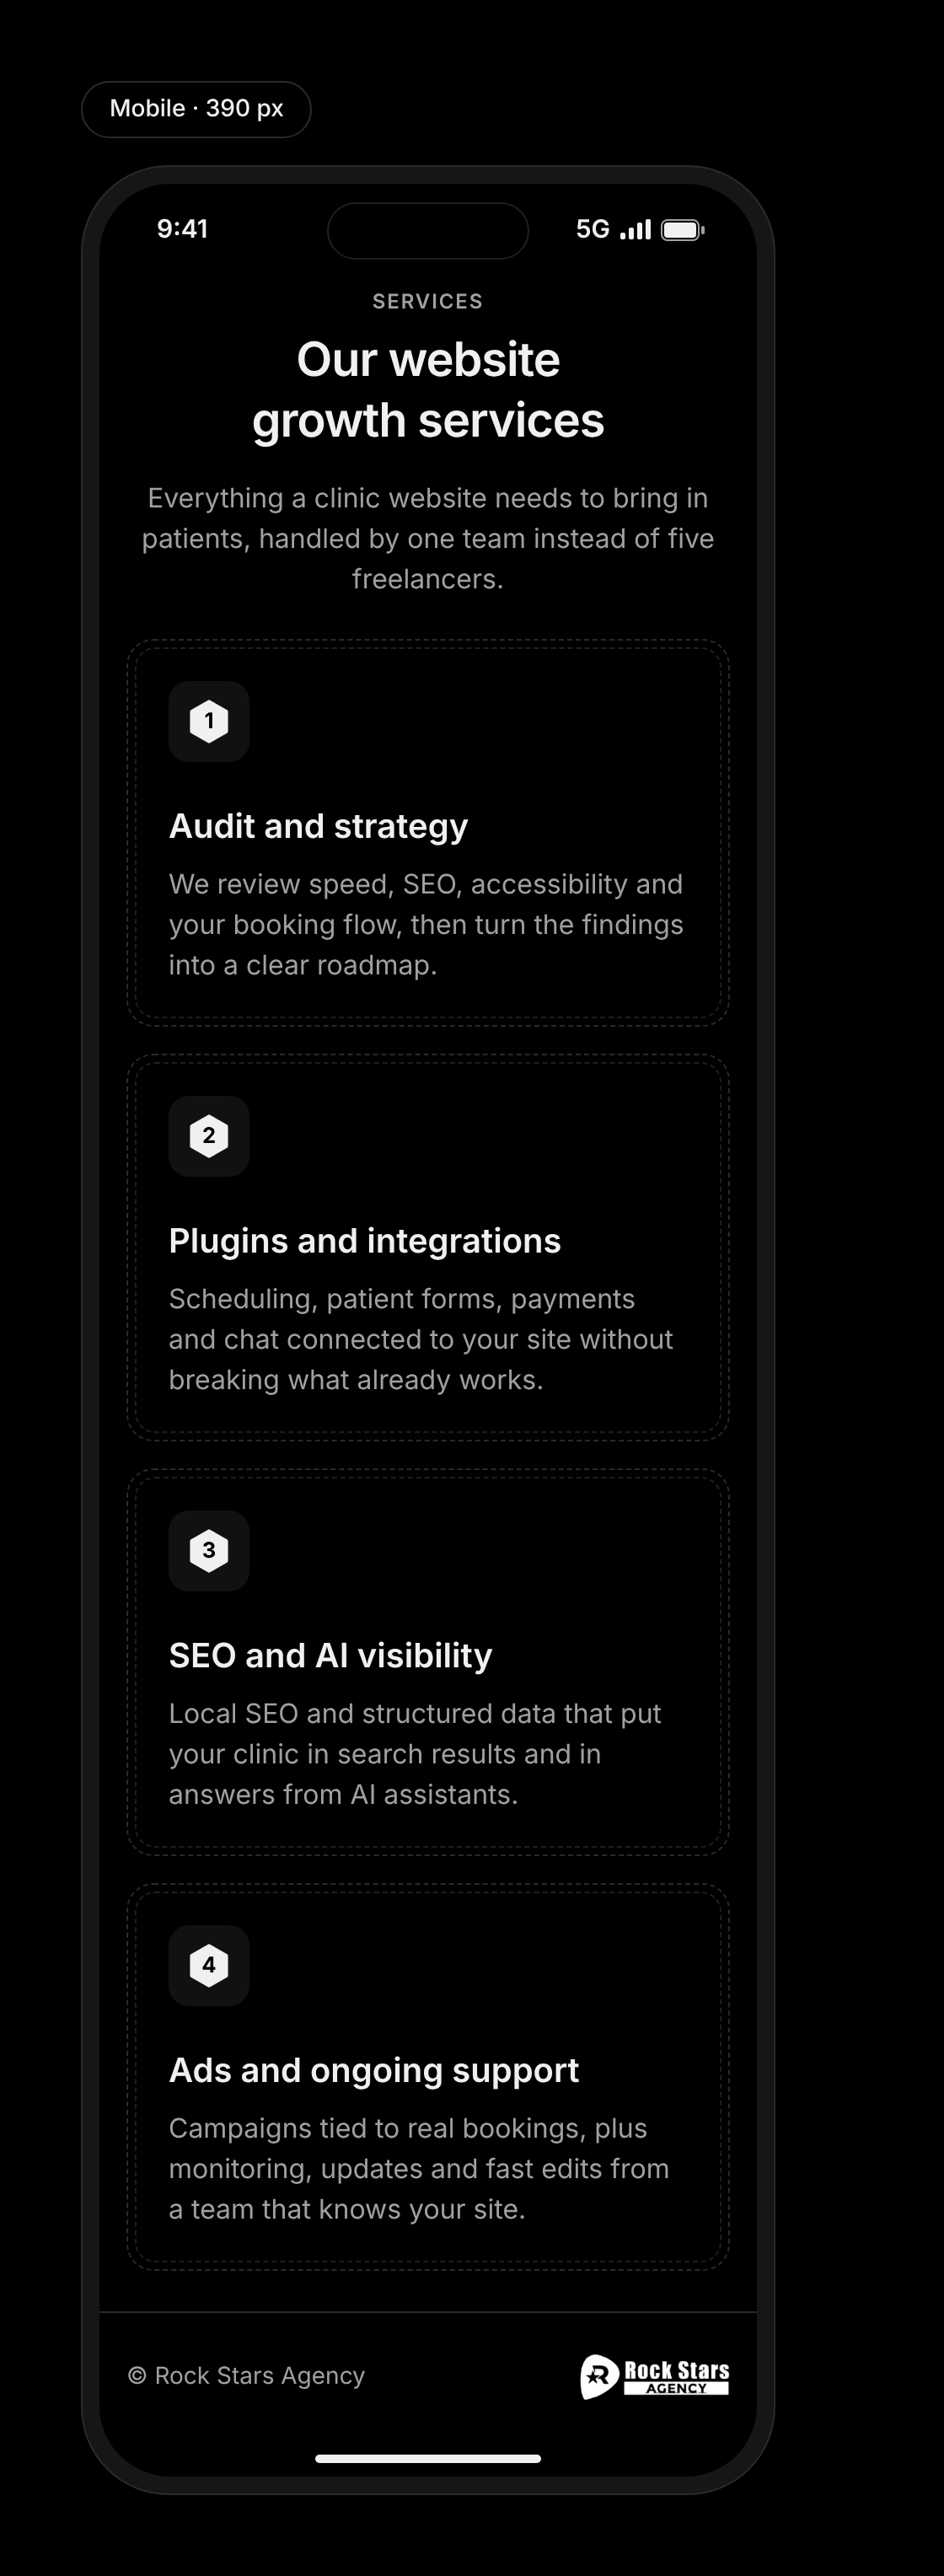 Mobile · 390 px
9:41
5G
SERVICES
Our website
growth services
Everything a clinic website needs to bring in
patients, handled by one team instead of five
freelancers.
1
Audit and strategy
We review speed, SEO, accessibility and
your booking flow, then turn the findings
into a clear roadmap.
2
Plugins and integrations
Scheduling, patient forms, payments
and chat connected to your site without
breaking what already works.
3
SEO and AI visibility
Local SEO and structured data that put
your clinic in search results and in
answers from AI assistants.
4
Ads and ongoing support
Campaigns tied to real bookings, plus
monitoring, updates and fast edits from
a team that knows your site.
© Rock Stars Agency
R
Rock Stars
AGENCY